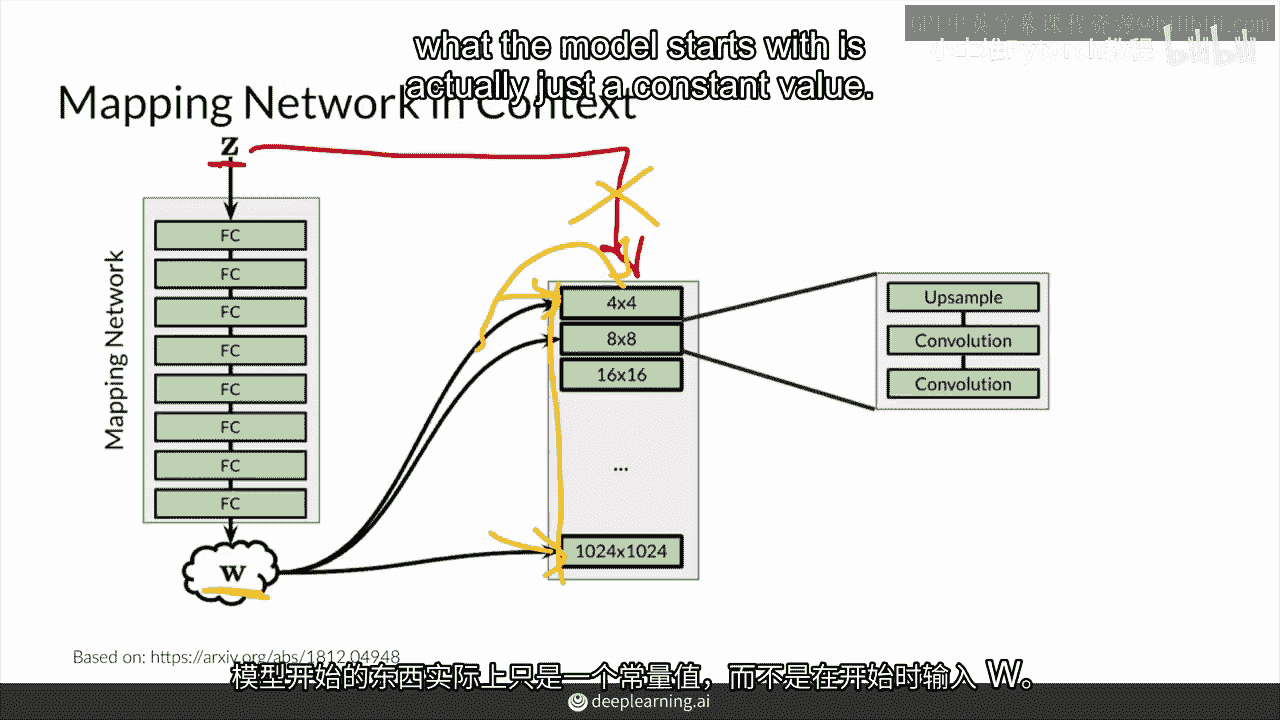 what the model starts with is
actually just a constant value.
Mapping Network in Context
z
Mapping Network
FC
FC
FC
FC
FC
FC
FC
FC
w
4x4
8x8
16x16
...
1024x1024
Upsample
Convolution
Convolution
Based on: https://arxiv.org/abs/1812.04948
模型开始的东西实际上只是一个常量值，而不是在开始时输入 W。
deeplearning.ai
bilibili